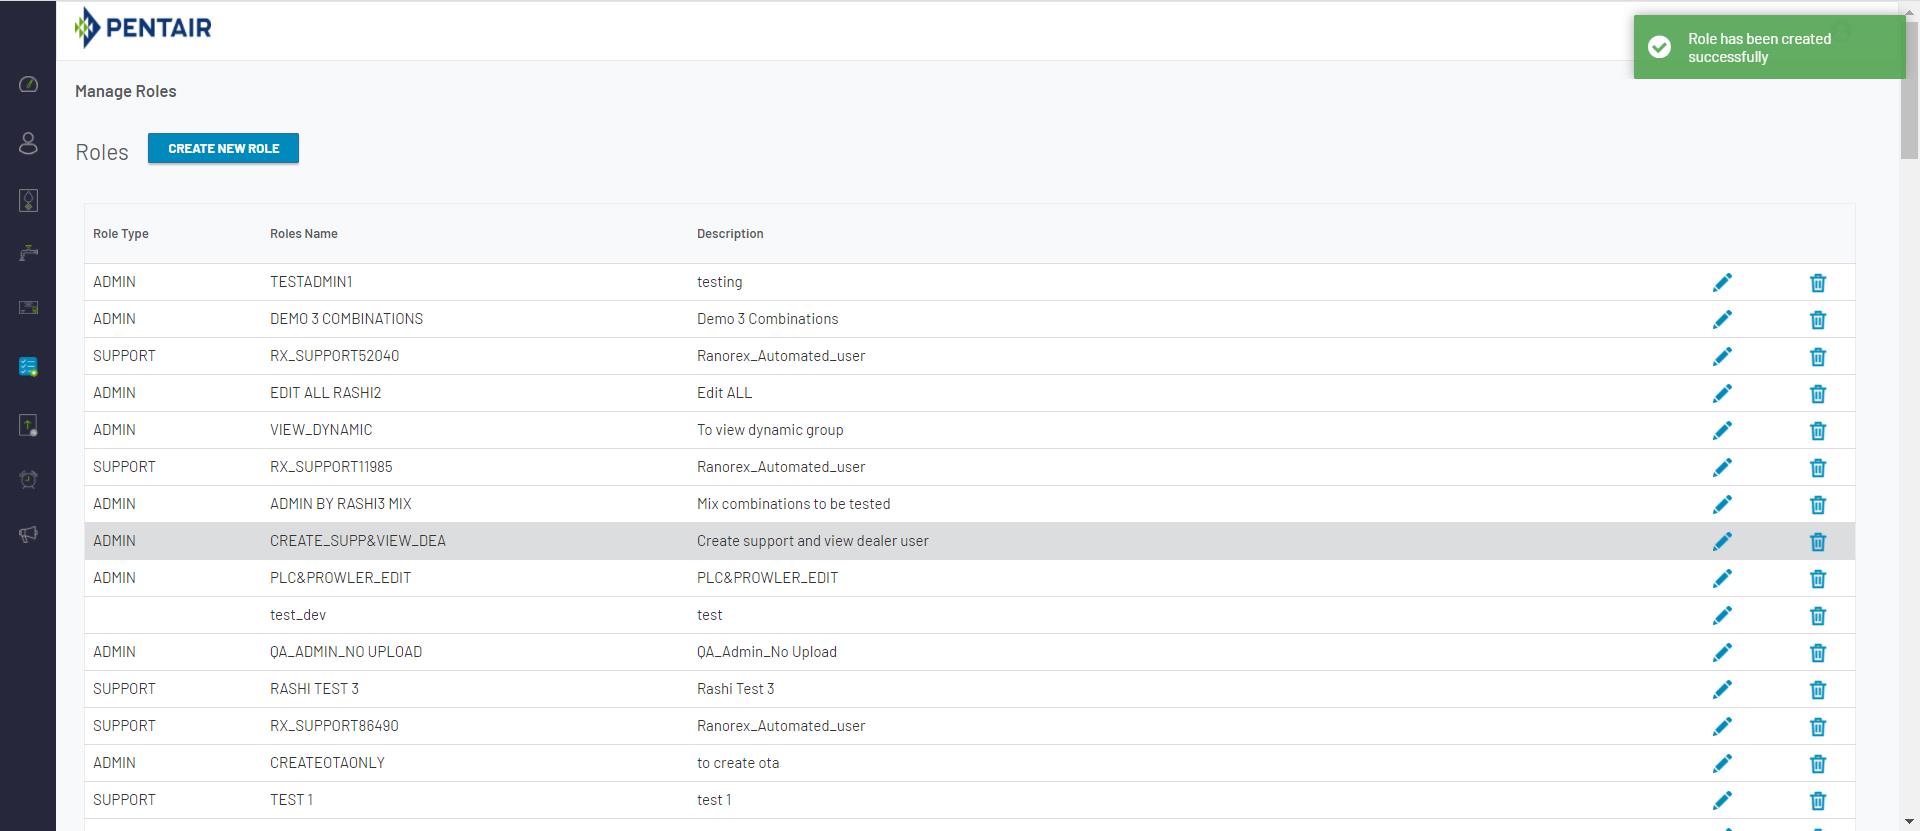 PENTAIR
Role has been created
successfully
Manage Roles
Roles
CREATE NEW ROLE
Role Type Roles Name Description
ADMIN TESTADMIN1 testing
ADMIN DEMO 3 COMBINATIONS Demo 3 Combinations
SUPPORT RX_SUPPORT52040 Ranorex_Automated_user
ADMIN EDIT ALL RASHI2 Edit ALL
ADMIN VIEW_DYNAMIC To view dynamic group
SUPPORT RX_SUPPORT11985 Ranorex_Automated_user
ADMIN ADMIN BY RASHI3 MIX Mix combinations to be tested
ADMIN CREATE_SUPP&VIEW_DEA Create support and view dealer user
ADMIN PLC&PROWLER_EDIT PLC&PROWLER_EDIT
test_dev test
ADMIN QA_ADMIN_NO UPLOAD QA_Admin_No Upload
SUPPORT RASHI TEST 3 Rashi Test 3
SUPPORT RX_SUPPORT86490 Ranorex_Automated_user
ADMIN CREATEOTAONLY to create ota
SUPPORT TEST 1 test 1